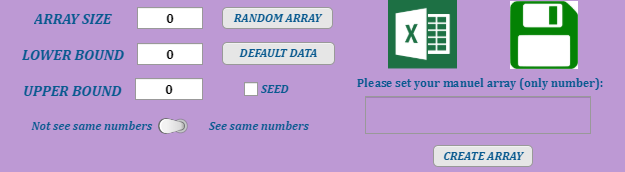 ARRAY SIZE 0 RANDOM ARRAY
LOWER BOUND 0 DEFAULT DATA
UPPER BOUND 0 SEED
Not see same numbers See same numbers
X
Please set your manuel array (only number):
CREATE ARRAY